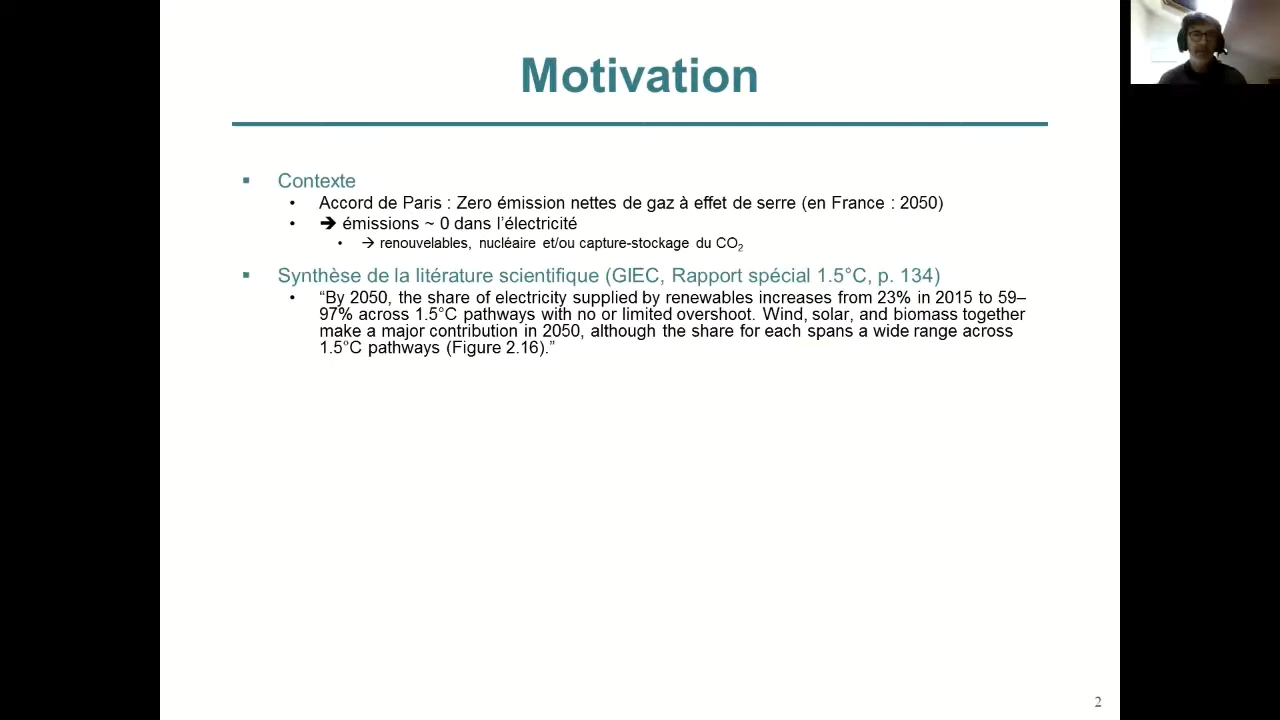 Motivation
▪ Contexte
• Accord de Paris : Zero émission nettes de gaz à effet de serre (en France : 2050)
• ➔ émissions ~ 0 dans l’électricité
• → renouvelables, nucléaire et/ou capture-stockage du CO₂
▪ Synthèse de la litérature scientifique (GIEC, Rapport spécial 1.5°C, p. 134)
• “By 2050, the share of electricity supplied by renewables increases from 23% in 2015 to 59–
97% across 1.5°C pathways with no or limited overshoot. Wind, solar, and biomass together
make a major contribution in 2050, although the share for each spans a wide range across
1.5°C pathways (Figure 2.16).”
2